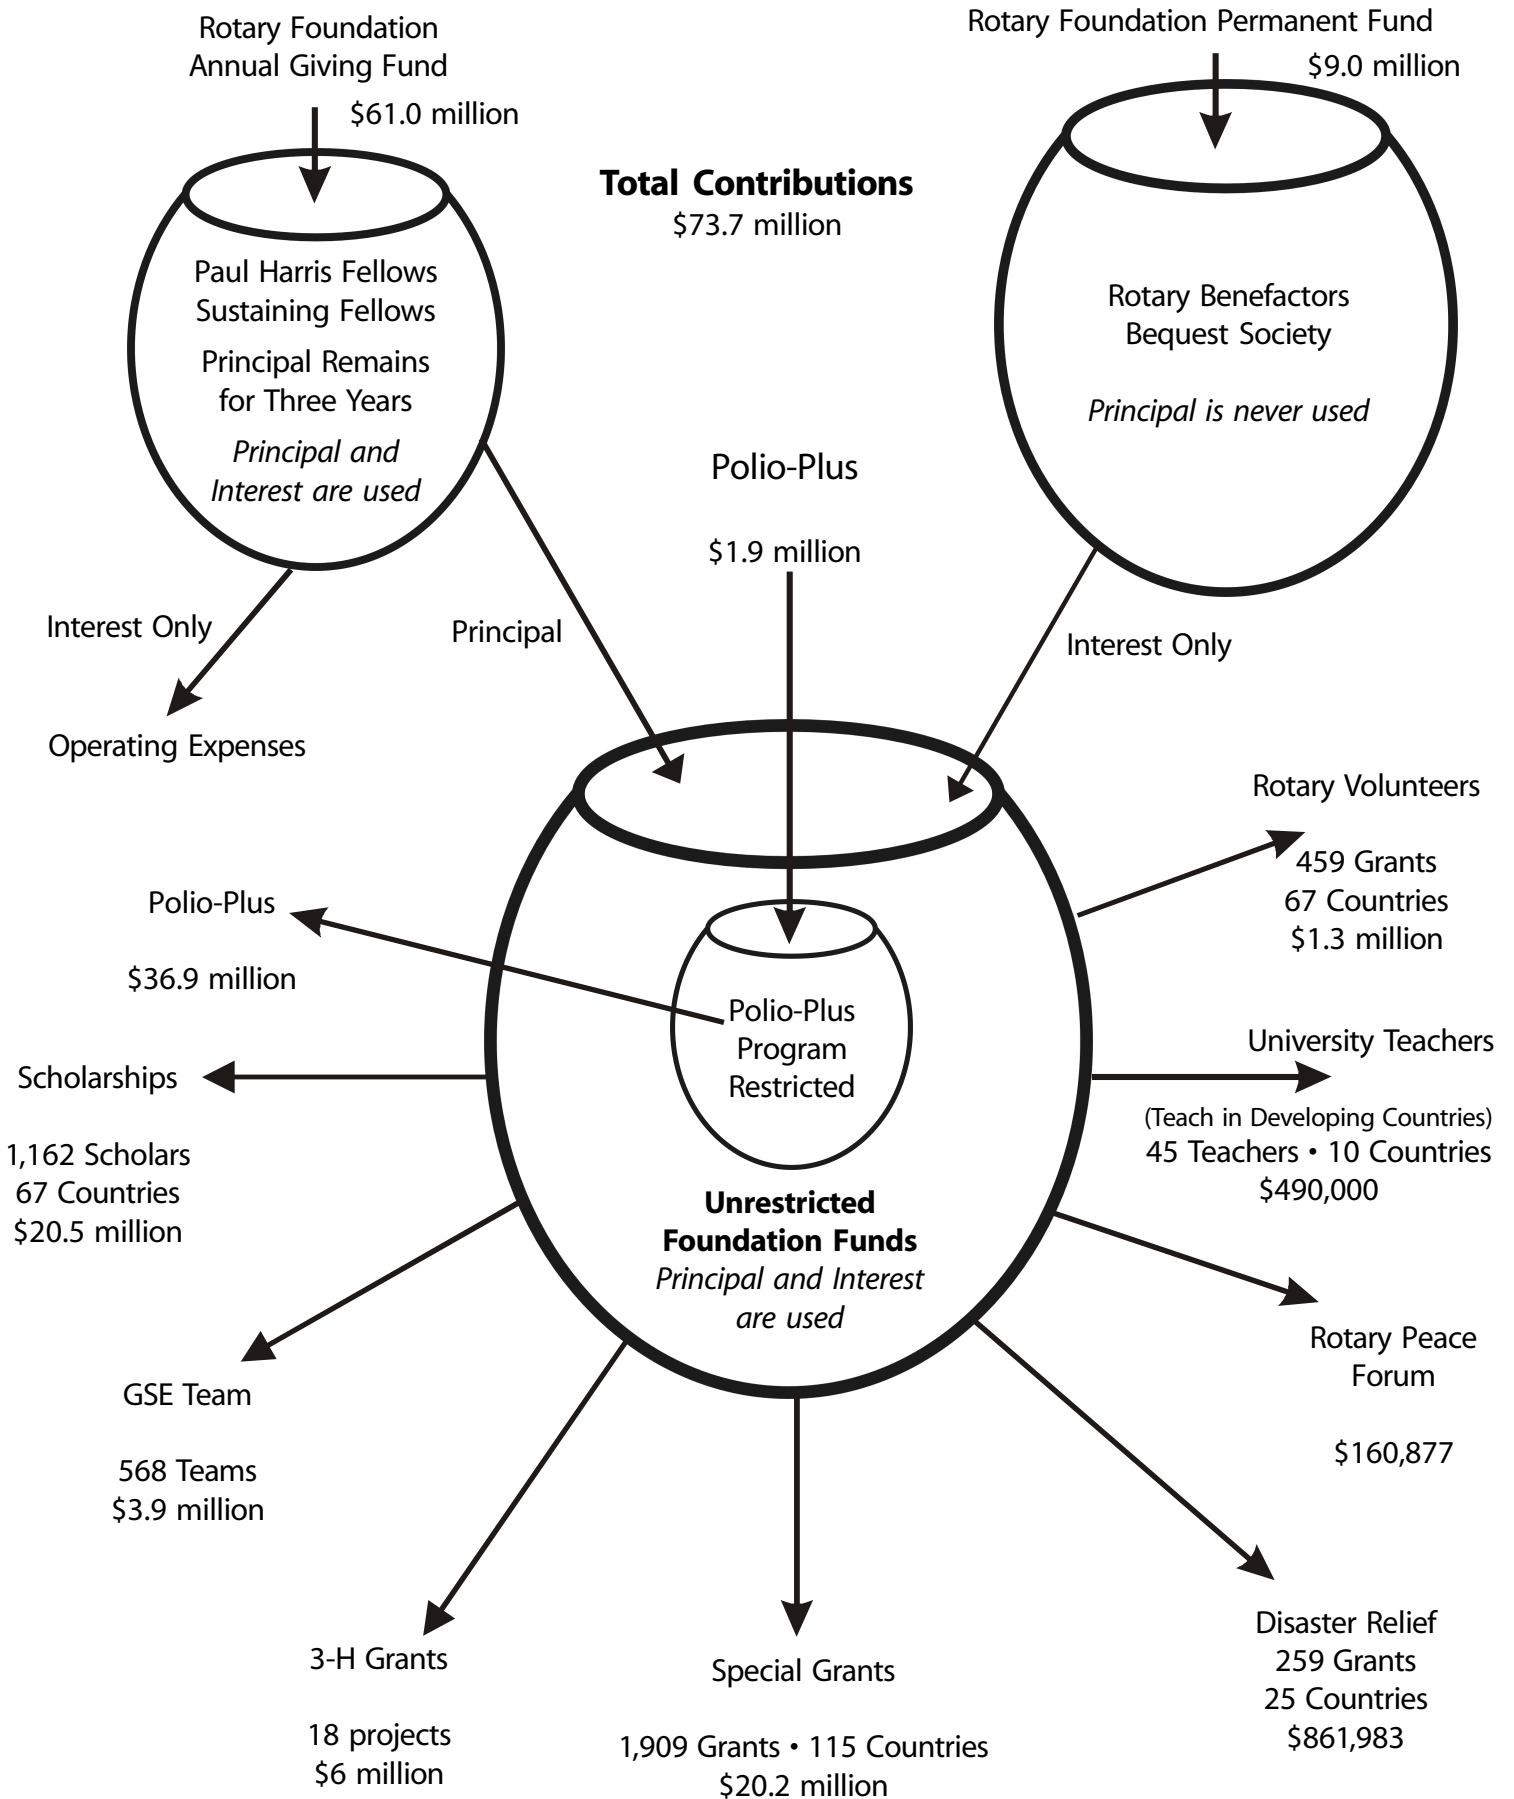 Rotary Foundation
Annual Giving Fund
$61.0 million
Rotary Foundation Permanent Fund
$9.0 million
Total Contributions
$73.7 million
Paul Harris Fellows
Sustaining Fellows
Principal Remains
for Three Years
Principal and
Interest are used
Rotary Benefactors
Bequest Society
Principal is never used
Polio-Plus
$1.9 million
Interest Only
Principal
Interest Only
Operating Expenses
Rotary Volunteers
459 Grants
67 Countries
$1.3 million
Polio-Plus
$36.9 million
Polio-Plus
Program
Restricted
University Teachers
(Teach in Developing Countries)
45 Teachers • 10 Countries
$490,000
Scholarships
1,162 Scholars
67 Countries
$20.5 million
Unrestricted
Foundation Funds
Principal and Interest
are used
Rotary Peace
Forum
$160,877
GSE Team
568 Teams
$3.9 million
3-H Grants
18 projects
$6 million
Special Grants
1,909 Grants • 115 Countries
$20.2 million
Disaster Relief
259 Grants
25 Countries
$861,983